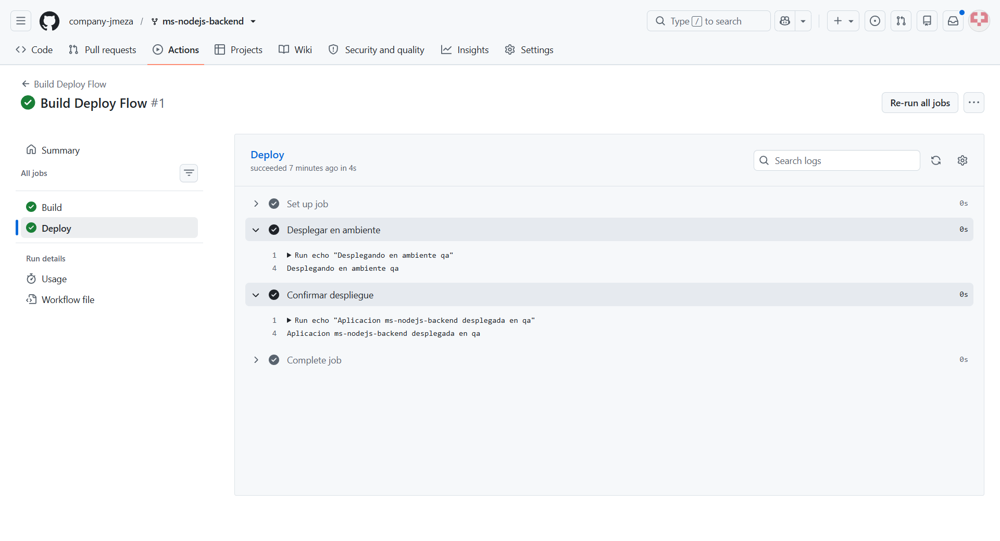 company-jmeza / ms-nodejs-backend
Type / to search
Code Pull requests Actions Projects Wiki Security and quality Insights Settings
Build Deploy Flow
Build Deploy Flow #1
Re-run all jobs
Summary
All jobs
Build
Deploy
Run details
Usage
Workflow file
Deploy
succeeded 7 minutes ago in 4s
Search logs
Set up job 0s
Desplegar en ambiente 0s
1 Run echo "Desplegando en ambiente qa"
4 Desplegando en ambiente qa
Confirmar despliegue 0s
1 Run echo "Aplicacion ms-nodejs-backend desplegada en qa"
4 Aplicacion ms-nodejs-backend desplegada en qa
Complete job 0s